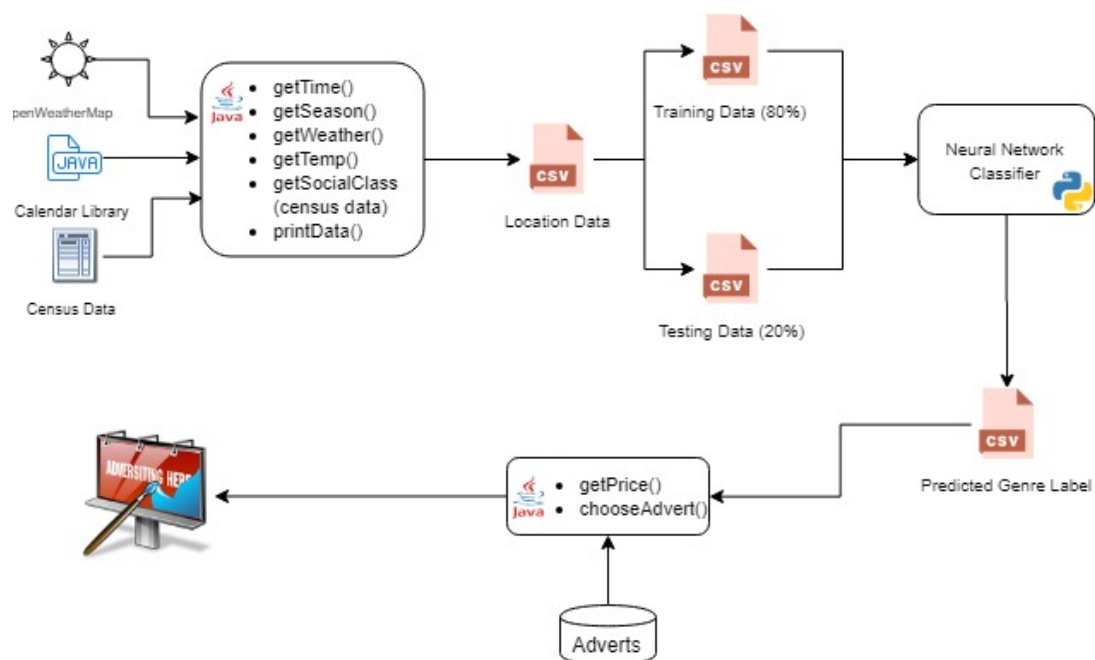 penWeatherMap
JAVA
Calendar Library
Census Data
Java
getTime()
getSeason()
getWeather()
getTemp()
getSocialClass
(census data)
printData()
CSV
Location Data
CSV
Training Data (80%)
CSV
Testing Data (20%)
Neural Network
Classifier
CSV
Predicted Genre Label
Java
getPrice()
chooseAdvert()
Adverts
ADVERSITING HERE